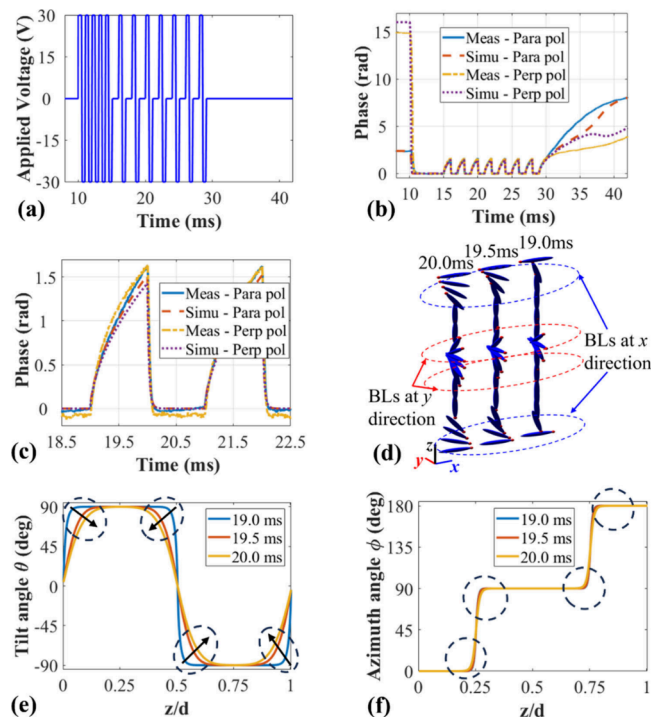 30
15
0
-15
-30
Applied Voltage (V)
10 20 30 40
Time (ms)
(a)
15
10
5
0
Phase (rad)
Meas - Para pol
Simu - Para pol
Meas - Perp pol
Simu - Perp pol
10 20 30 40
Time (ms)
(b)
1.5
1
0.5
0
Phase (rad)
Meas - Para pol
Simu - Para pol
Meas - Perp pol
Simu - Perp pol
18.5 19.5 20.5 21.5 22.5
Time (ms)
(c)
20.0ms
19.5ms
19.0ms
BLs at x
direction
BLs at y
direction
z
y
x
(d)
90
45
0
-45
-90
Tilt angle θ (deg)
19.0 ms
19.5 ms
20.0 ms
0 0.25 0.5 0.75 1
z/d
(e)
180
135
90
45
0
Azimuth angle ϕ (deg)
19.0 ms
19.5 ms
20.0 ms
0 0.25 0.5 0.75 1
z/d
(f)